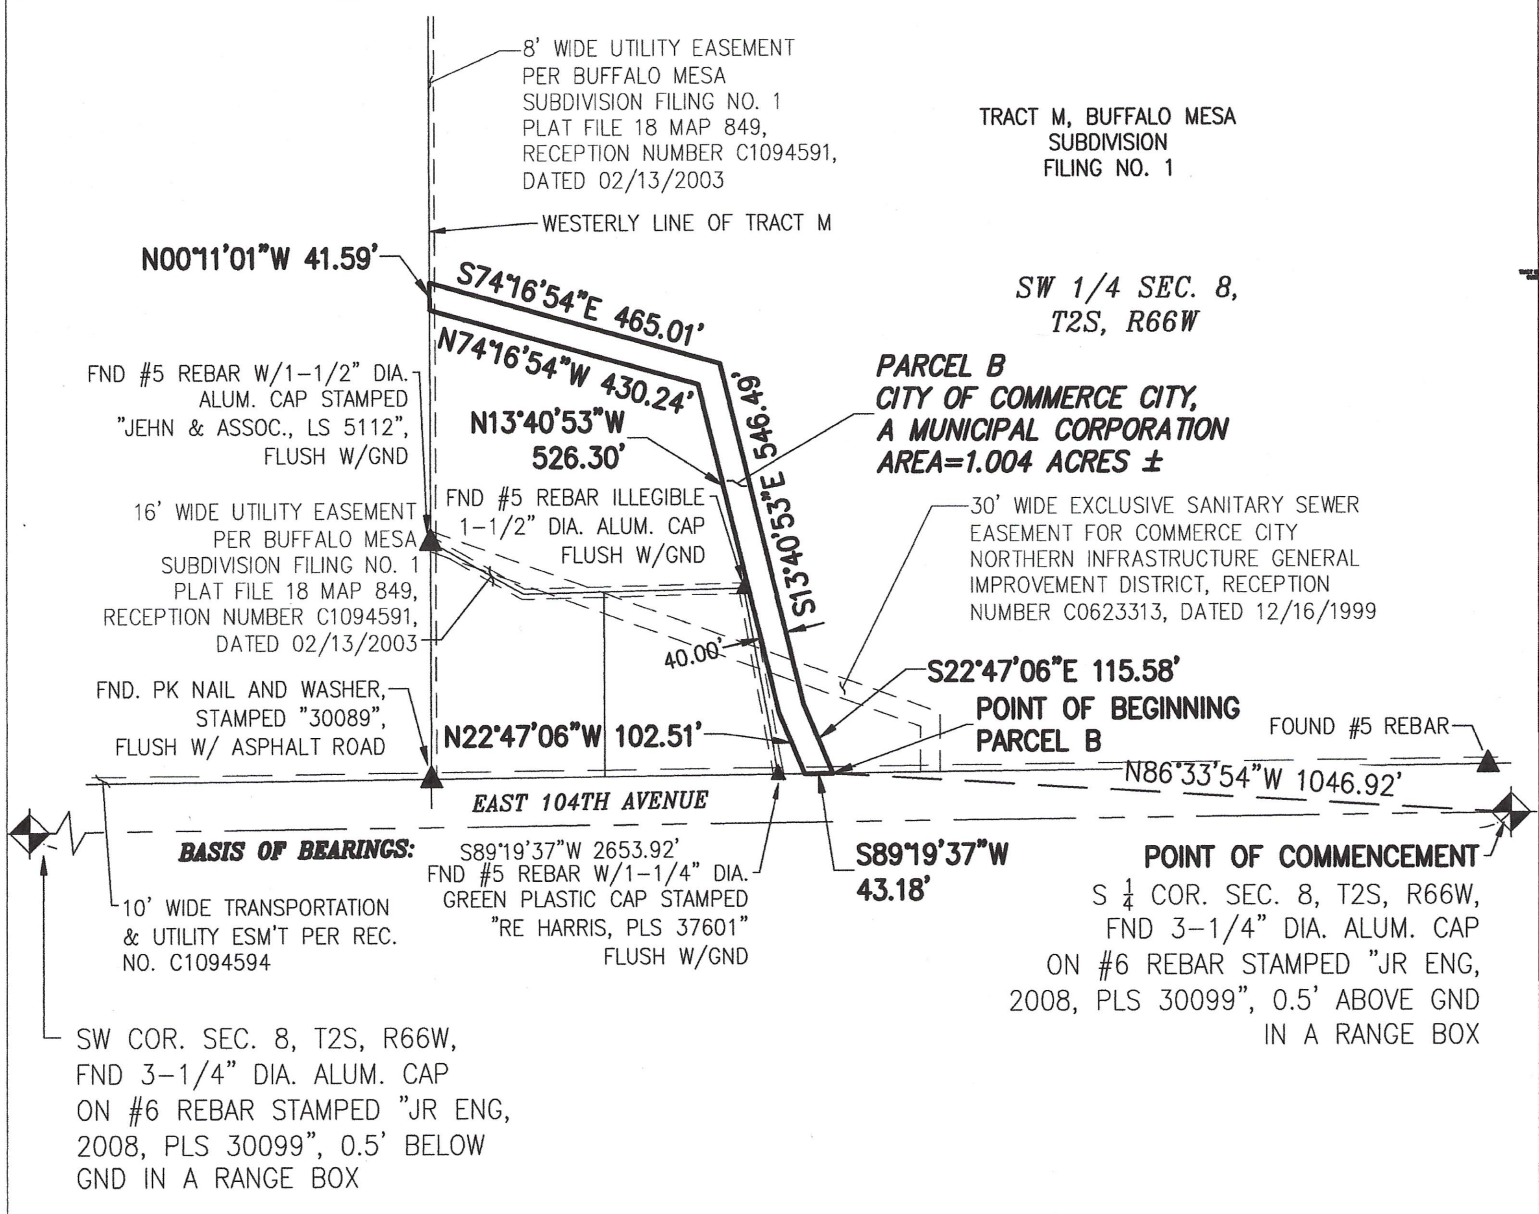 8' WIDE UTILITY EASEMENT
PER BUFFALO MESA
SUBDIVISION FILING NO. 1
PLAT FILE 18 MAP 849,
RECEPTION NUMBER C1094591,
DATED 02/13/2003
TRACT M, BUFFALO MESA
SUBDIVISION
FILING NO. 1
WESTERLY LINE OF TRACT M
N00°11'01"W 41.59'
S74°16'54"E 465.01'
N74°16'54"W 430.24'
SW 1/4 SEC. 8,
T2S, R66W
PARCEL B
CITY OF COMMERCE CITY,
A MUNICIPAL CORPORATION
AREA=1.004 ACRES ±
FND #5 REBAR W/1-1/2" DIA.
ALUM. CAP STAMPED
"JEHN & ASSOC., LS 5112",
FLUSH W/GND
N13°40'53"W
526.30'
S13°40'53"E 546.49'
FND #5 REBAR ILLEGIBLE
1-1/2" DIA. ALUM. CAP
FLUSH W/GND
30' WIDE EXCLUSIVE SANITARY SEWER
EASEMENT FOR COMMERCE CITY
NORTHERN INFRASTRUCTURE GENERAL
IMPROVEMENT DISTRICT, RECEPTION
NUMBER C0623313, DATED 12/16/1999
16' WIDE UTILITY EASEMENT
PER BUFFALO MESA
SUBDIVISION FILING NO. 1
PLAT FILE 18 MAP 849,
RECEPTION NUMBER C1094591,
DATED 02/13/2003
40.00'
S22°47'06"E 115.58'
POINT OF BEGINNING
PARCEL B
FOUND #5 REBAR
FND. PK NAIL AND WASHER,
STAMPED "30089",
FLUSH W/ ASPHALT ROAD
N22°47'06"W 102.51'
N86°33'54"W 1046.92'
EAST 104TH AVENUE
BASIS OF BEARINGS:
S89°19'37"W 2653.92'
FND #5 REBAR W/1-1/4" DIA.
GREEN PLASTIC CAP STAMPED
"RE HARRIS, PLS 37601"
FLUSH W/GND
S89°19'37"W
43.18'
POINT OF COMMENCEMENT
S 1/4 COR. SEC. 8, T2S, R66W,
FND 3-1/4" DIA. ALUM. CAP
ON #6 REBAR STAMPED "JR ENG,
2008, PLS 30099", 0.5' ABOVE GND
IN A RANGE BOX
10' WIDE TRANSPORTATION
& UTILITY ESM'T PER REC.
NO. C1094594
SW COR. SEC. 8, T2S, R66W,
FND 3-1/4" DIA. ALUM. CAP
ON #6 REBAR STAMPED "JR ENG,
2008, PLS 30099", 0.5' BELOW
GND IN A RANGE BOX